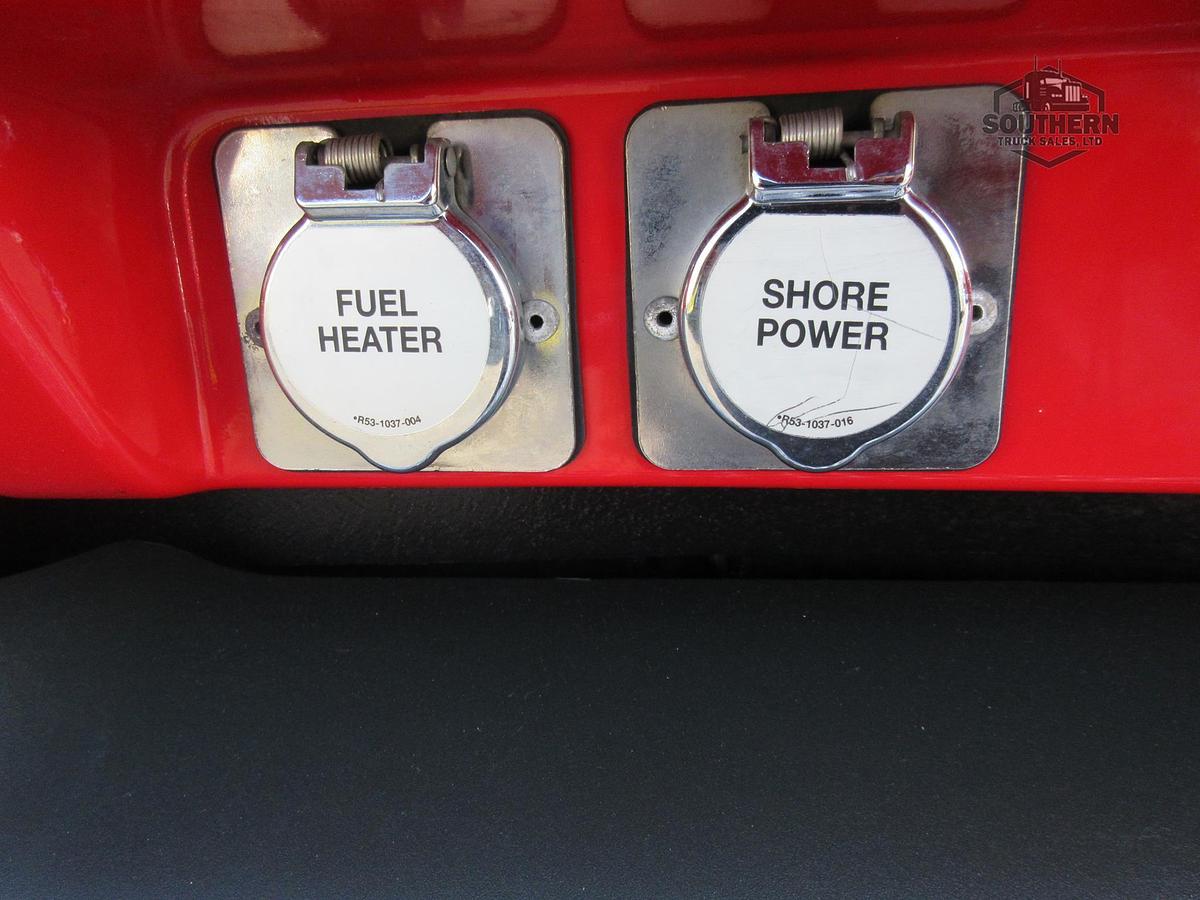 FUEL
HEATER
*R53-1037-004
SHORE
POWER
*R53-1037-016
SOUTHERN
TRUCK SALES, LTD